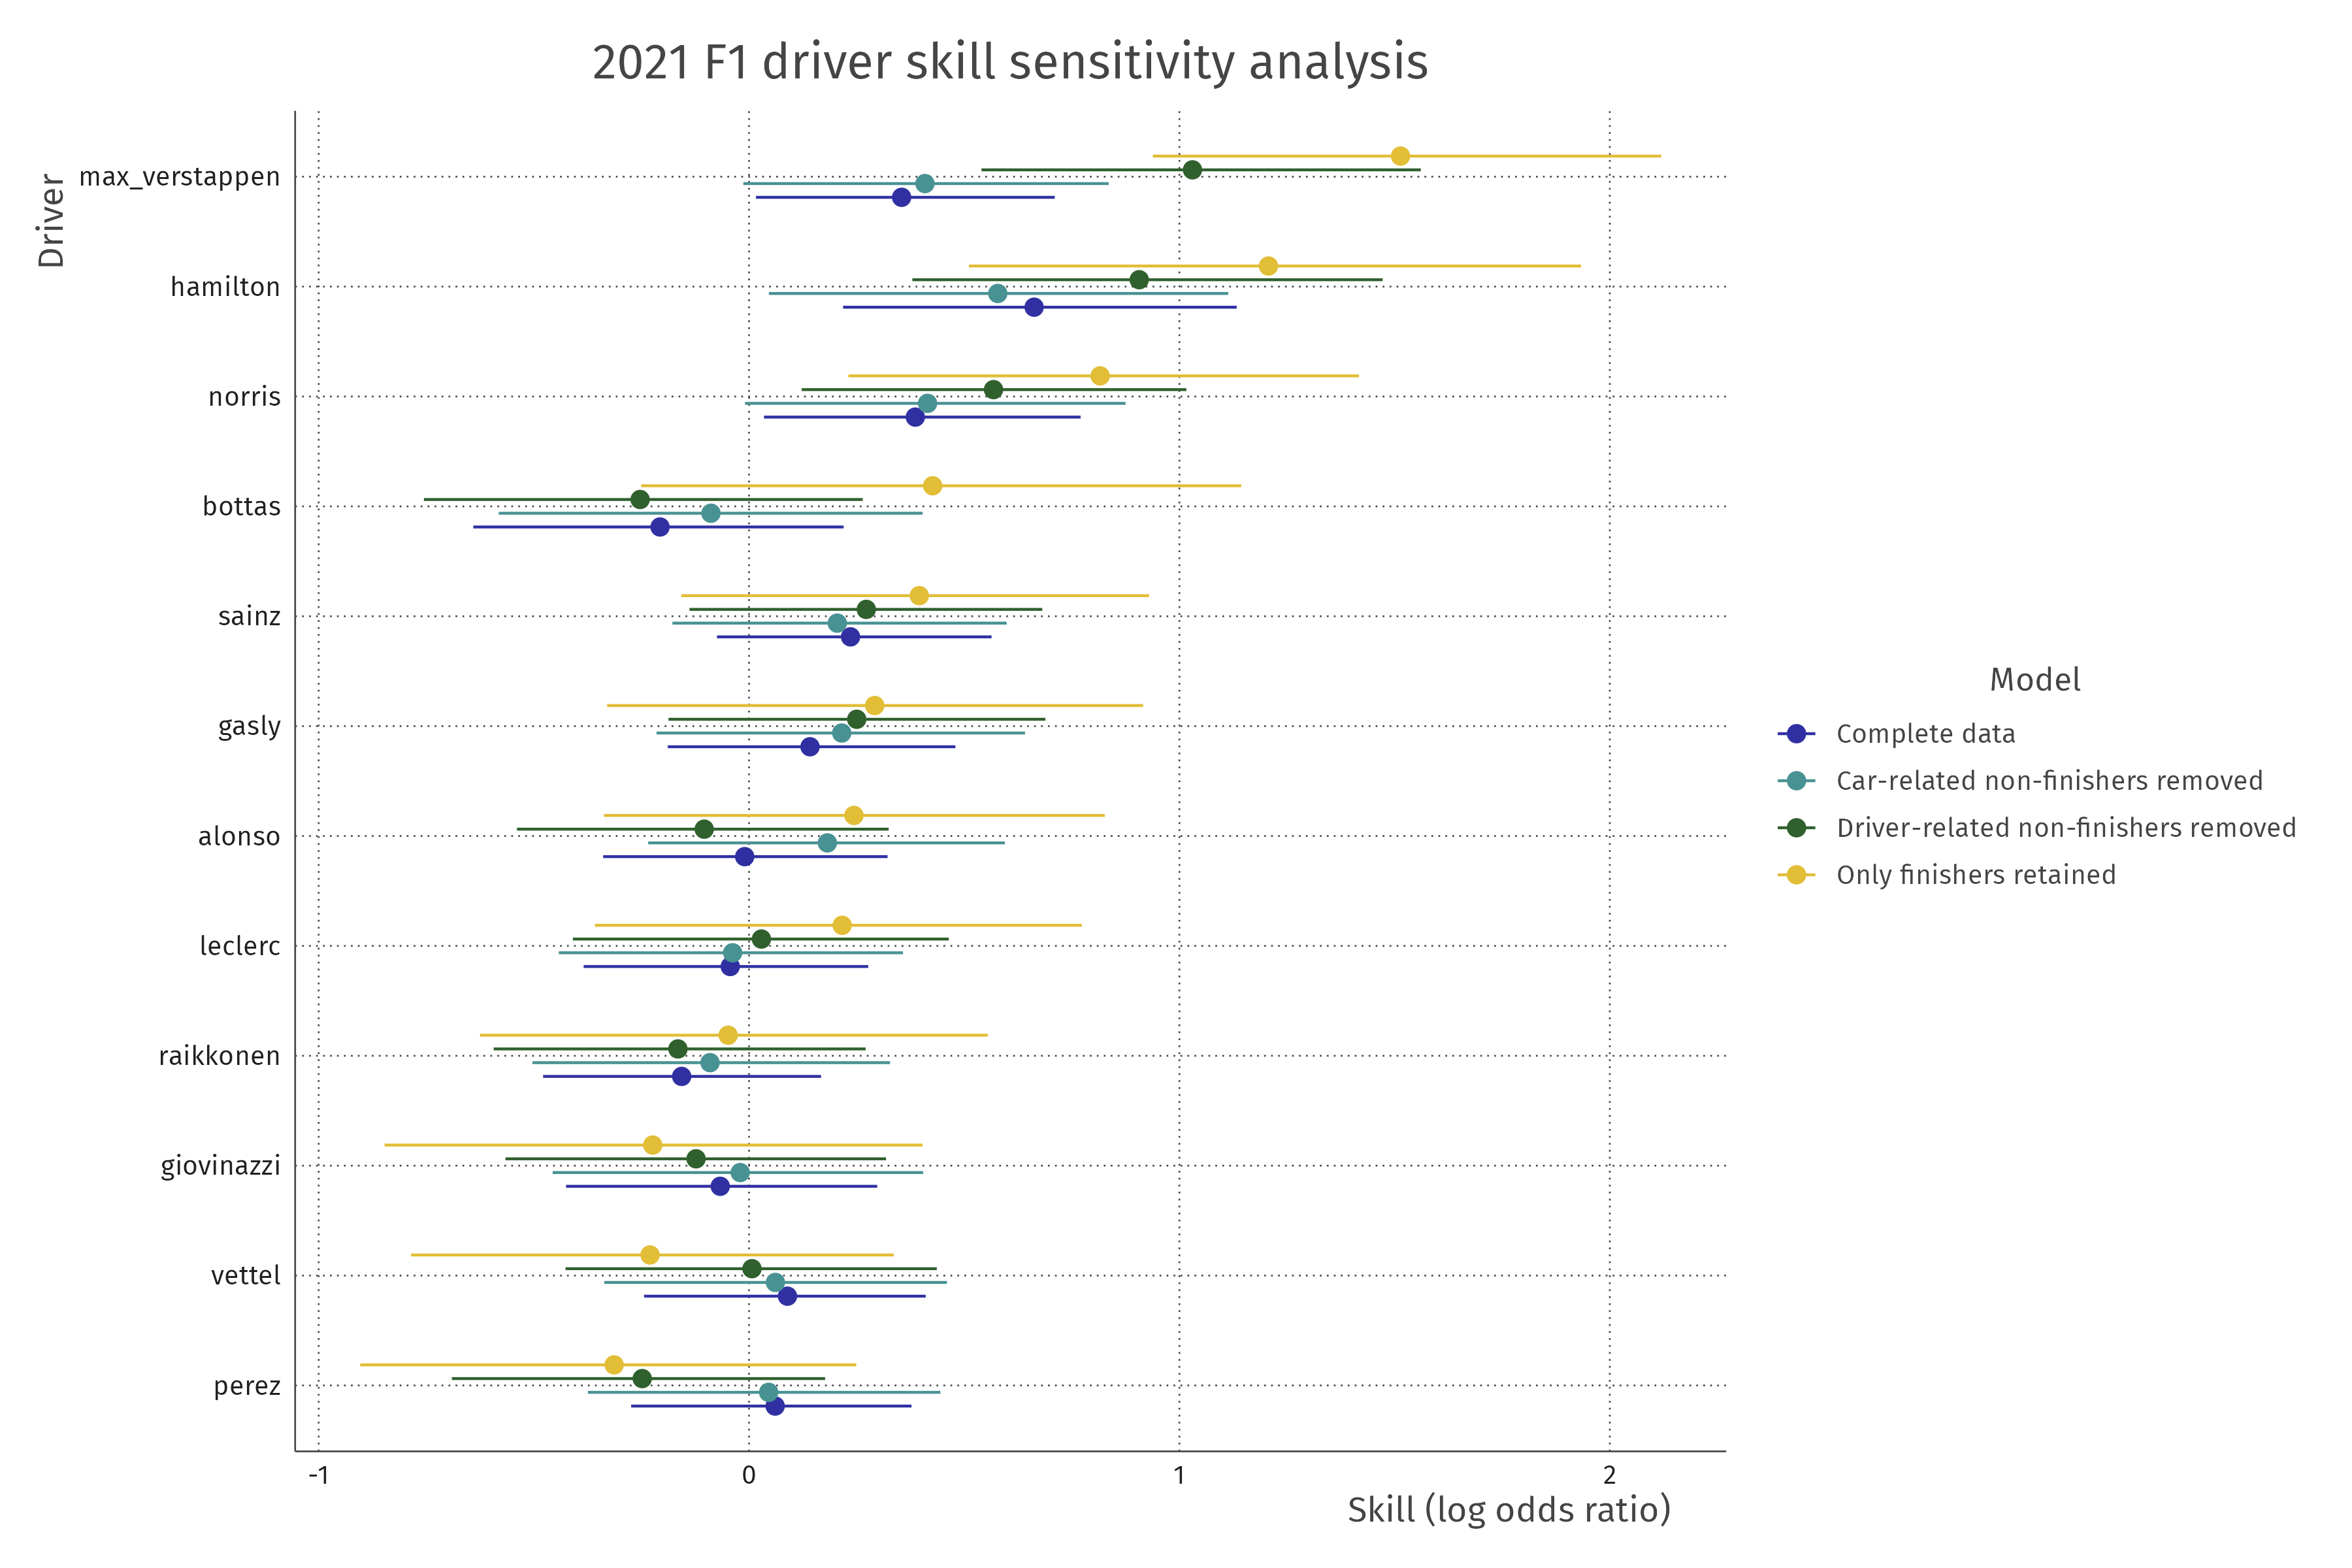 2021 F1 driver skill sensitivity analysis
Driver
max_verstappen
hamilton
norris
bottas
sainz
gasly
alonso
leclerc
raikkonen
giovinazzi
vettel
perez
-1 0 1 2
Skill (log odds ratio)
Model
Complete data
Car-related non-finishers removed
Driver-related non-finishers removed
Only finishers retained